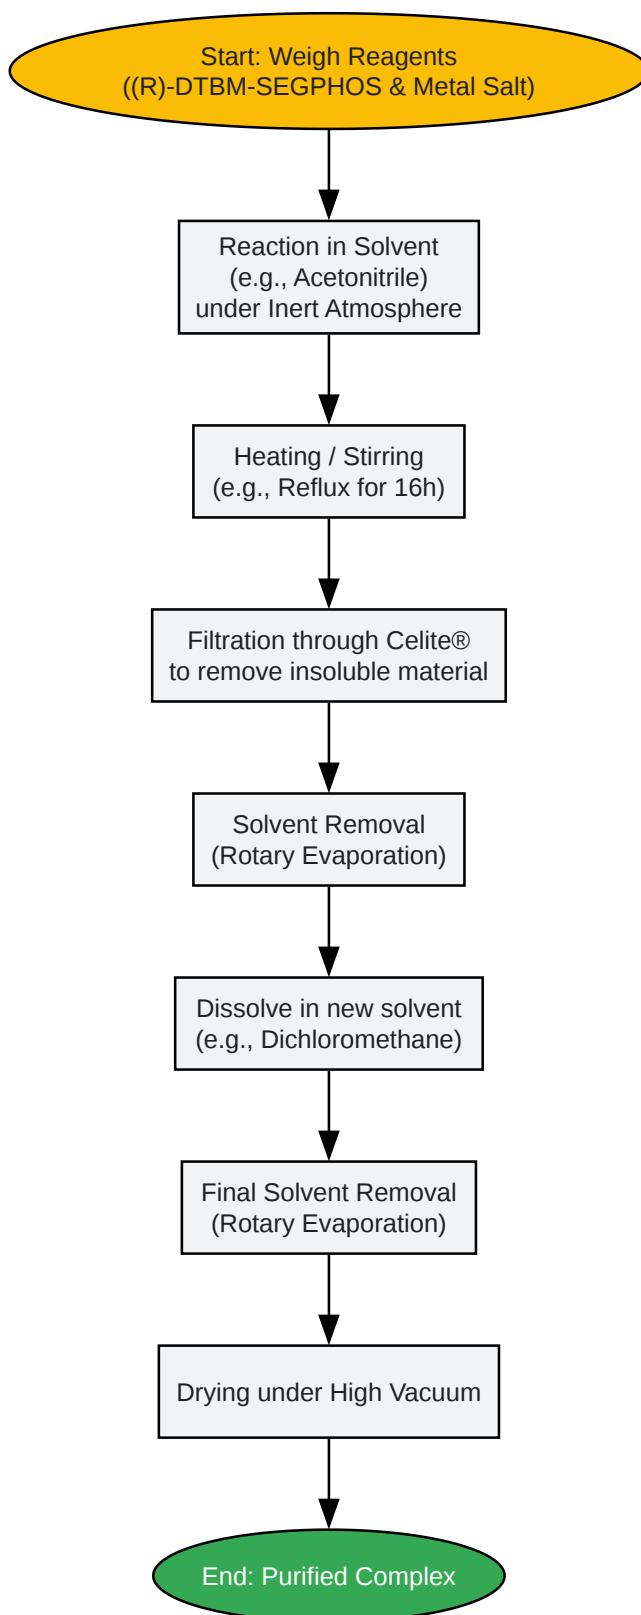 Start: Weigh Reagents
((R)-DTBM-SEGPHOS & Metal Salt)
Reaction in Solvent
(e.g., Acetonitrile)
under Inert Atmosphere
Heating / Stirring
(e.g., Reflux for 16h)
Filtration through Celite®
to remove insoluble material
Solvent Removal
(Rotary Evaporation)
Dissolve in new solvent
(e.g., Dichloromethane)
Final Solvent Removal
(Rotary Evaporation)
Drying under High Vacuum
End: Purified Complex